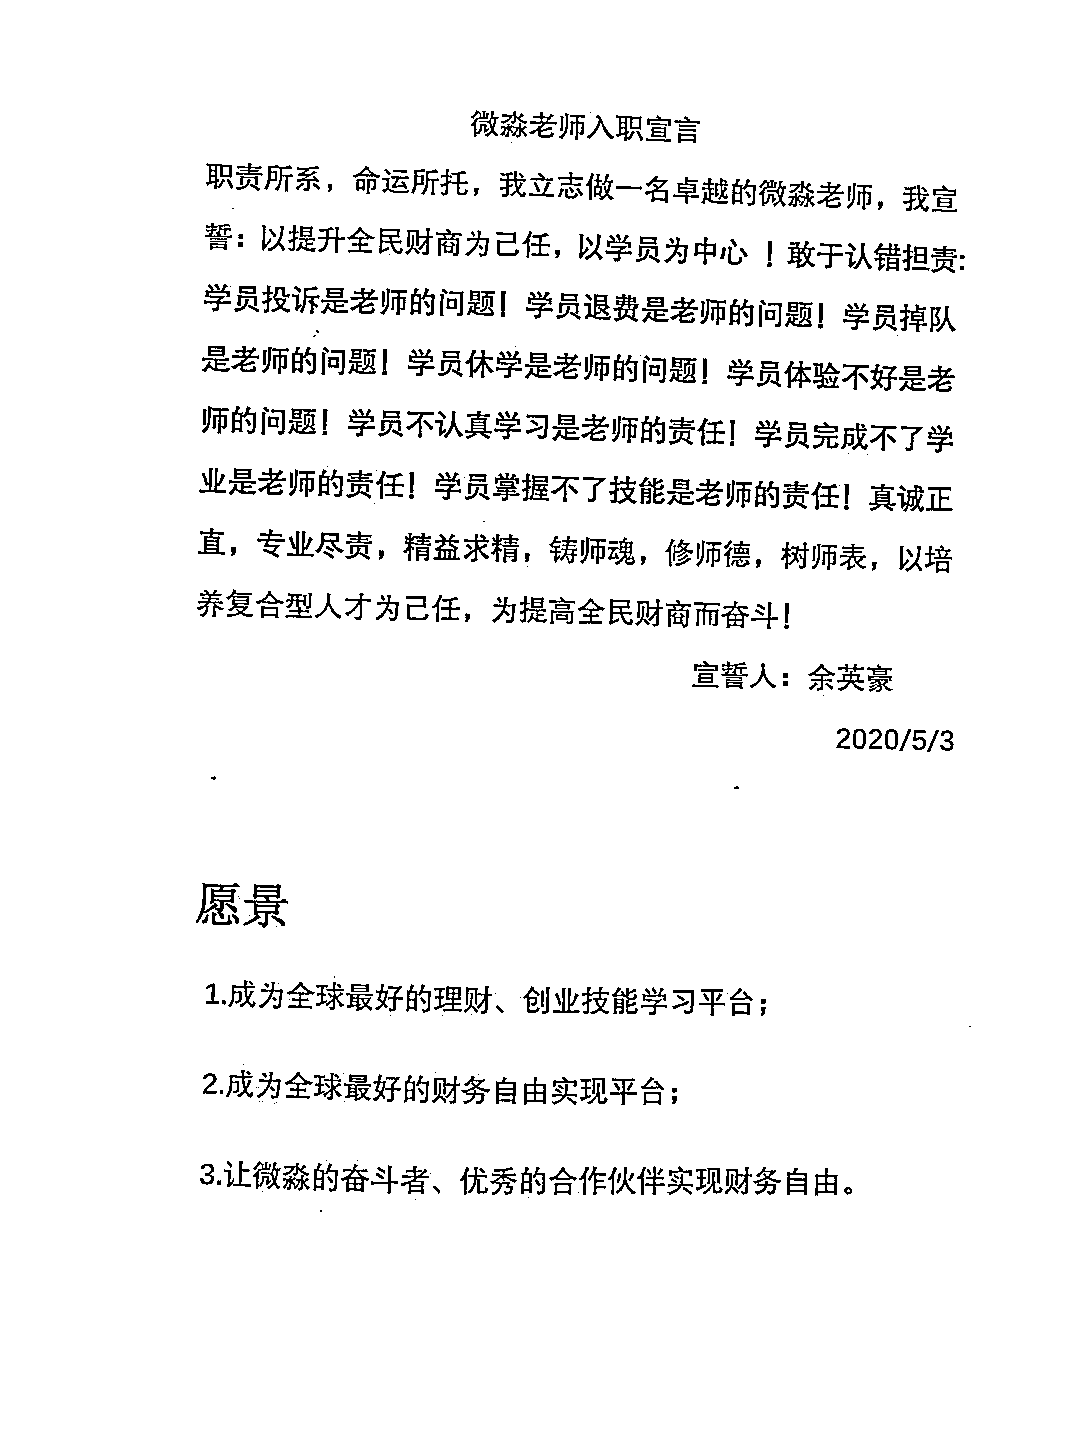 微淼老师入职宣言
职责所系，命运所托，我立志做一名卓越的微淼老师，我宣
誓：以提升全民财商为己任，以学员为中心 ！敢于认错担责:
学员投诉是老师的问题！学员退费是老师的问题！学员掉队
是老师的问题！学员休学是老师的问题！学员体验不好是老
师的问题！学员不认真学习是老师的责任！学员完成不了学
业是老师的责任！学员掌握不了技能是老师的责任！真诚正
直，专业尽责，精益求精，铸师魂，修师德，树师表，以培
养复合型人才为己任，为提高全民财商而奋斗！
宣誓人：余英豪
2020/5/3
愿景
1.成为全球最好的理财、创业技能学习平台；
2.成为全球最好的财务自由实现平台；
3.让微淼的奋斗者、优秀的合作伙伴实现财务自由。